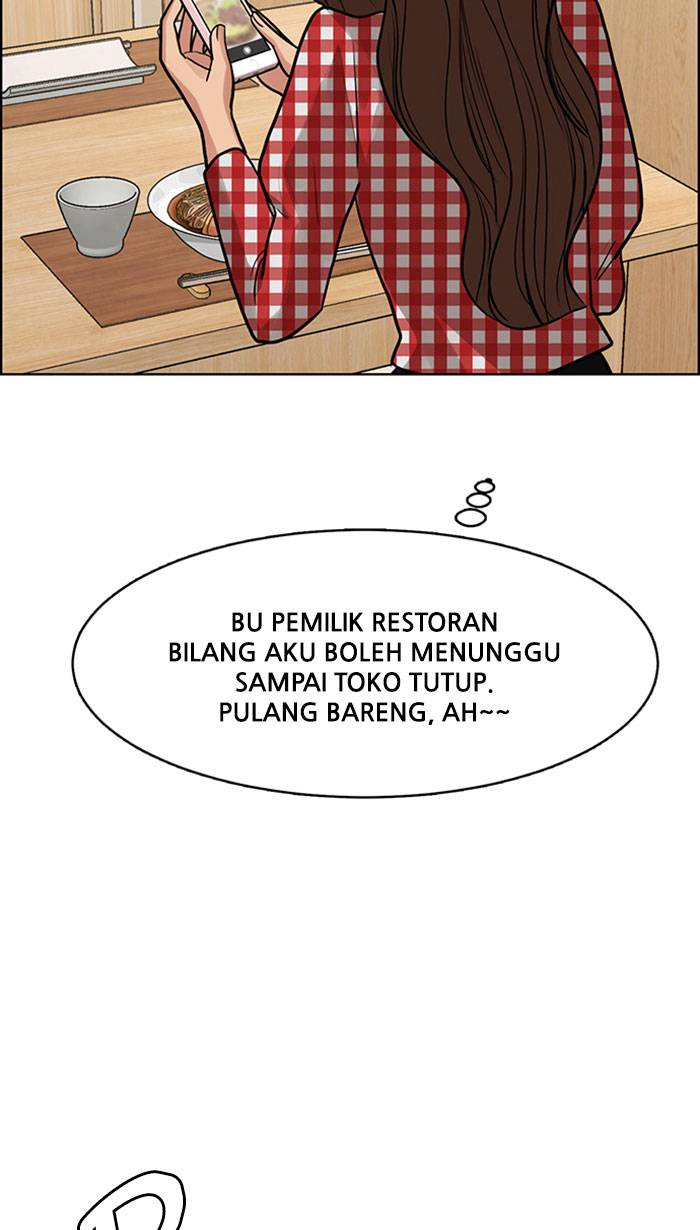 BU PEMILIK RESTORAN
BILANG AKU BOLEH MENUNGGU
SAMPAI TOKO TUTUP.
PULANG BARENG, AH~~